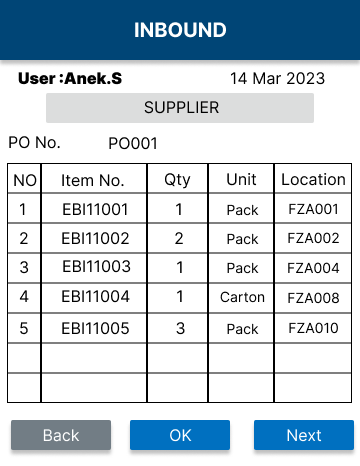 INBOUND
User :Anek.S 14 Mar 2023
SUPPLIER
PO No. PO001
NO Item No. Qty Unit Location
1 EBI11001 1 Pack FZA001
2 EBI11002 2 Pack FZA002
3 EBI11003 1 Pack FZA004
4 EBI11004 1 Carton FZA008
5 EBI11005 3 Pack FZA010
Back OK Next